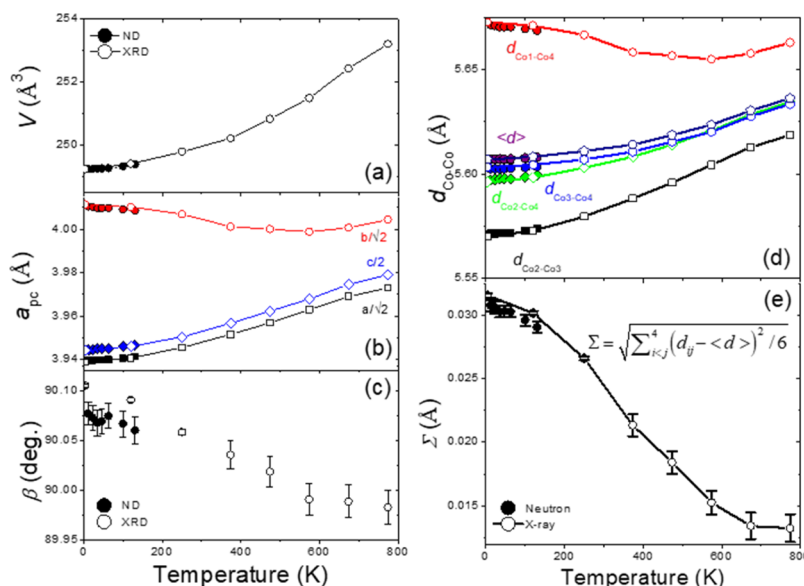 254
252
250
V (Å³)
ND
XRD
(a)
4.00
3.98
3.96
3.94
a_pc (Å)
b/√2
c/2
a/√2
(b)
90.10
90.05
90.00
89.95
β (deg.)
(c)
ND
XRD
0 200 400 600 800
Temperature (K)
5.65
5.60
5.55
d_Co-Co (Å)
d_Co1-Co4
<d>
d_Co3-Co4
d_Co2-Co4
d_Co2-Co3
(d)
0.030
0.025
0.020
0.015
Σ (Å)
(e)
Σ = √∑⁴_i<j (d_ij − <d>)² / 6
Neutron
X-ray
0 200 400 600 800
Temperature (K)